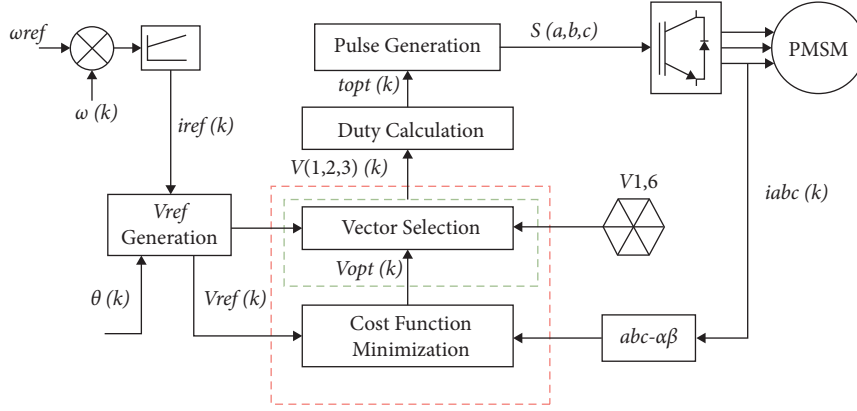 ωref
ω (k)
iref (k)
Pulse Generation
S (a,b,c)
PMSM
topt (k)
Duty Calculation
V(1,2,3) (k)
Vref
Generation
Vector Selection
V1,6
iabc (k)
Vopt (k)
θ (k)
Vref (k)
Cost Function
Minimization
abc-αβ